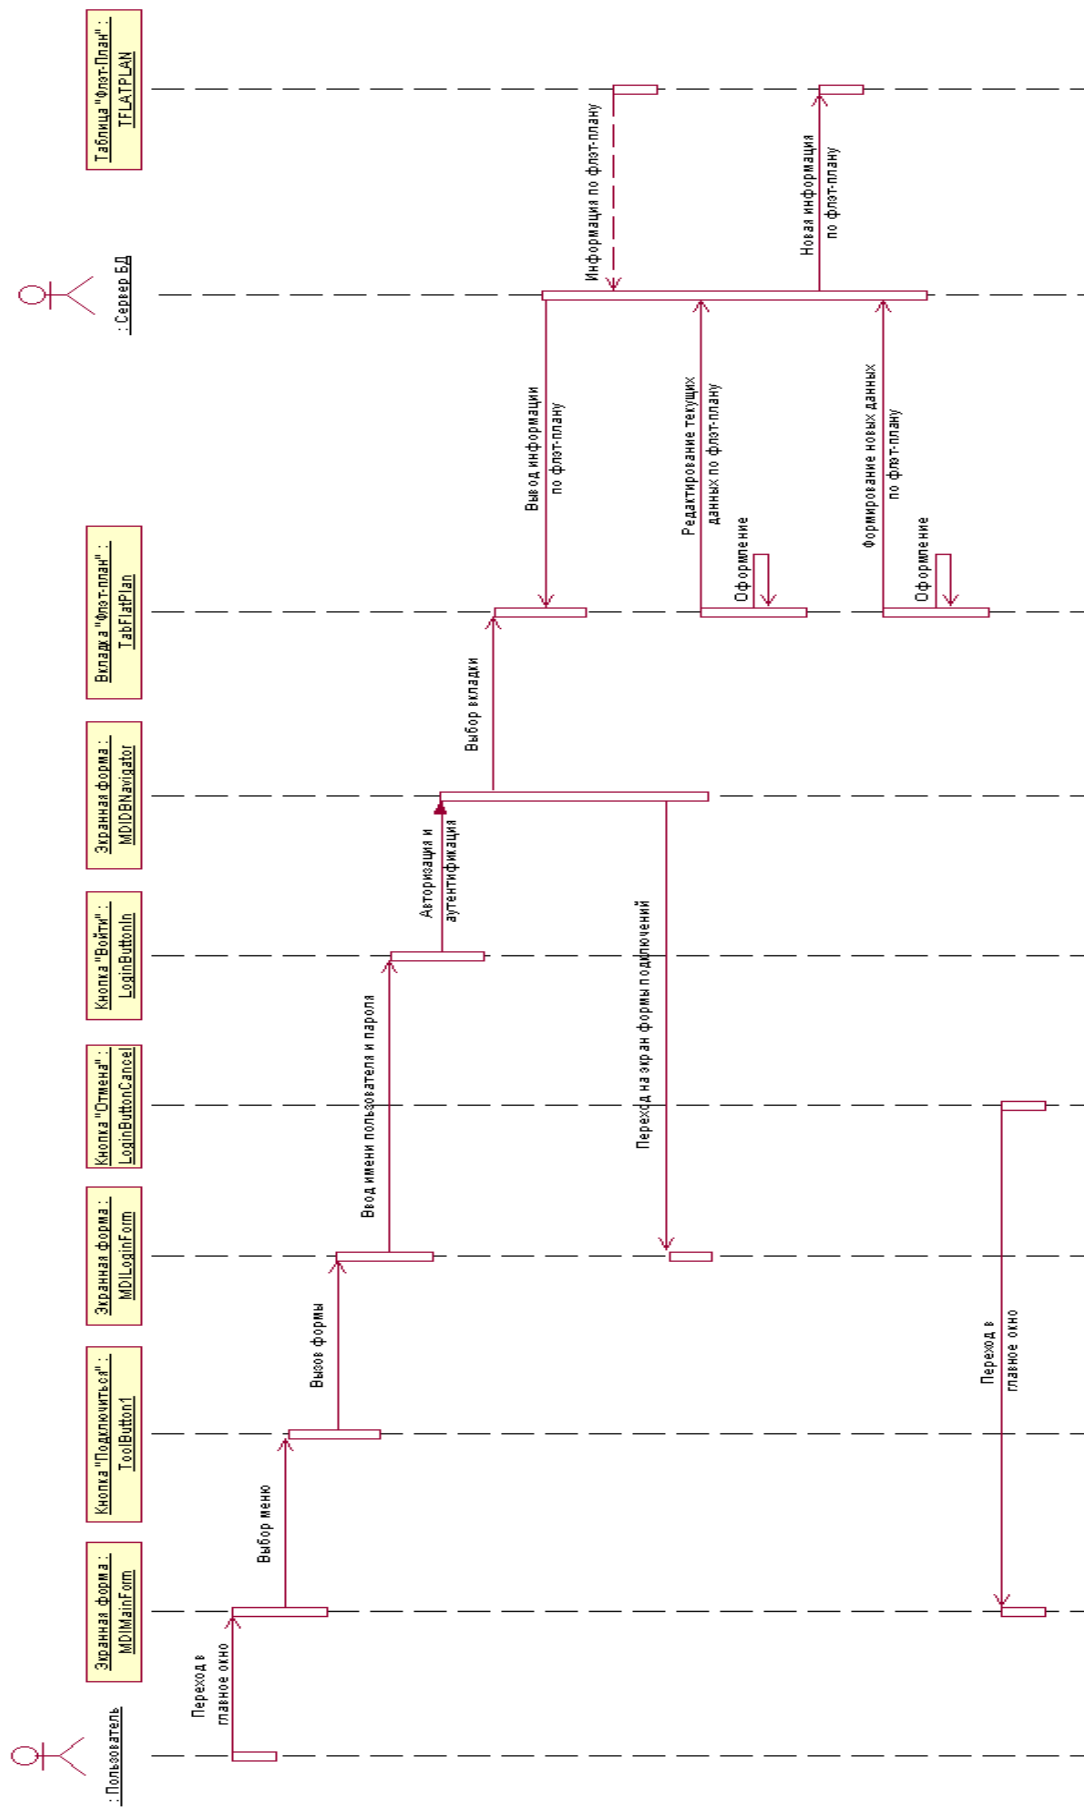 : Пользователь
Экранная форма :
MDIMainForm
Кнопка "Подключиться" :
ToolButton1
Экранная форма :
MDILoginForm
Кнопка "Отмена" :
LoginButtonCancel
Кнопка "Войти" :
LoginButtonIn
Экранная форма :
MDIDBNavigator
Вкладка "Флэт-план" :
TabFlatPlan
: Сервер БД
Таблица "Флэт-План" :
TFLATPLAN
Переход в
главное окно
Выбор меню
Вызов формы
Ввод имени пользователя и пароля
Авторизация и
аутентификация
Выбор вкладки
Вывод информации
по флэт-плану
Информация по флэт-плану
Переход на экран формы подключений
Редактирование текущих
данных по флэт-плану
Оформление
Новая информация
по флэт-плану
Формирование новых данных
по флэт-плану
Оформление
Переход в
главное окно